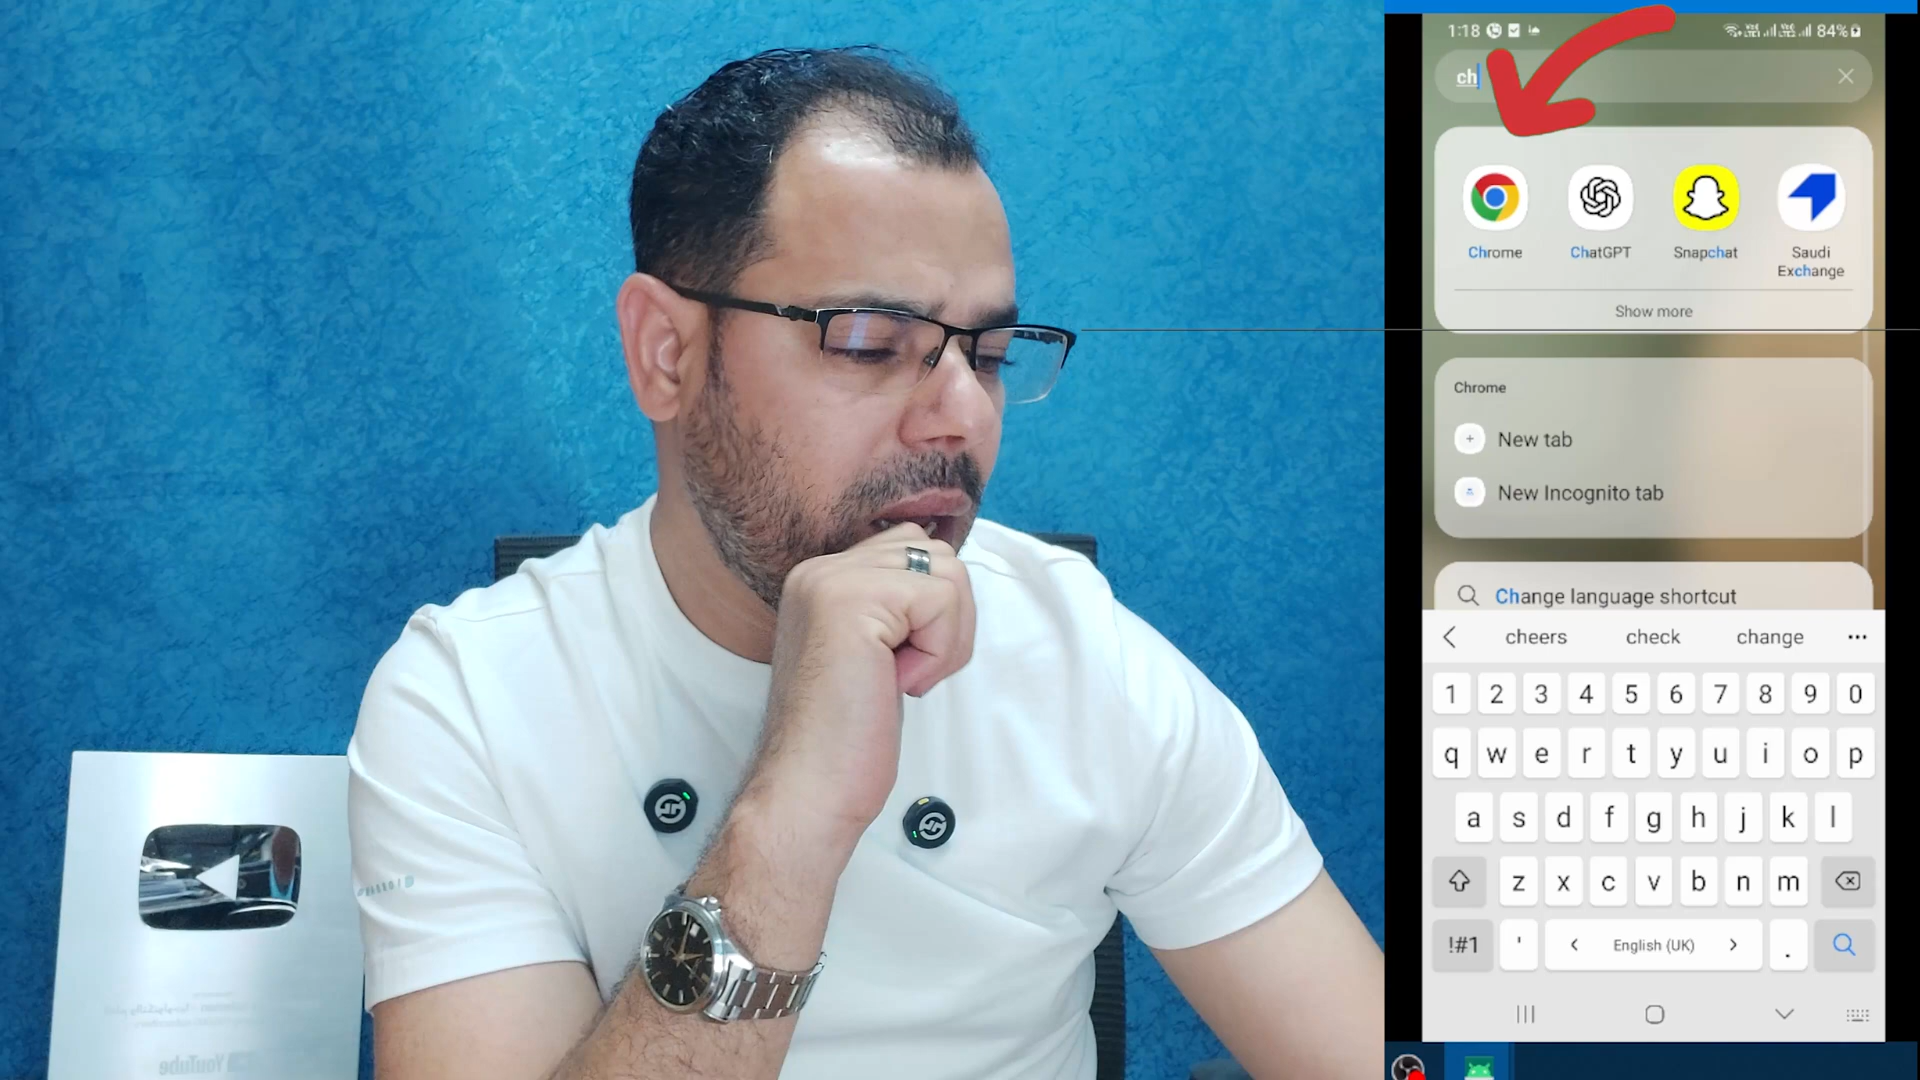 1:18
84%
ch
Chrome
ChatGPT
Snapchat
Saudi Exchange
Show more
Chrome
New tab
New Incognito tab
Change language shortcut
cheers
check
change
1 2 3 4 5 6 7 8 9 0
q w e r t y u i o p
a s d f g h j k l
z x c v b n m
!#1 ' English (UK) .
YouTube